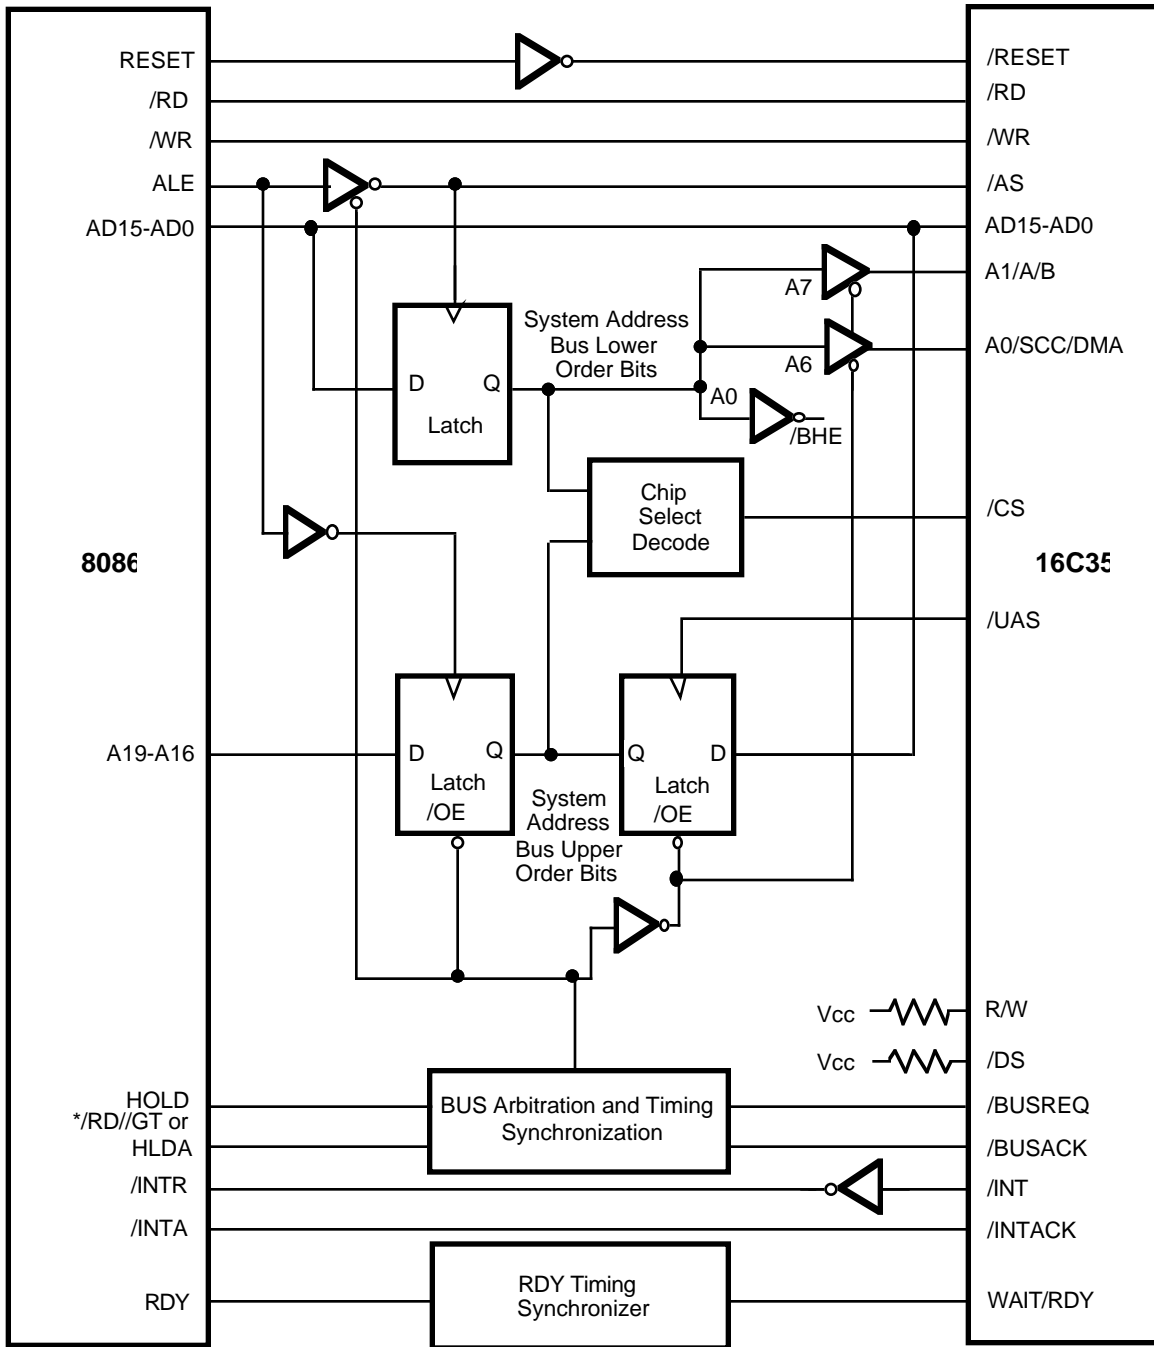 RESET
/RD
/WR
ALE
AD15-AD0
8086
A19-A16
HOLD
*/RD//GT or
HLDA
/INTR
/INTA
RDY
System Address
Bus Lower
Order Bits
D
Q
Latch
A7
A6
A0
/BHE
Chip
Select
Decode
D
Q
Latch
/OE
System
Address
Bus Upper
Order Bits
Q
D
Latch
/OE
Vcc
Vcc
BUS Arbitration and Timing
Synchronization
RDY Timing
Synchronizer
/RESET
/RD
/WR
/AS
AD15-AD0
A1/A/B
A0/SCC/DMA
/CS
16C35
/UAS
R/W
/DS
/BUSREQ
/BUSACK
/INT
/INTACK
WAIT/RDY